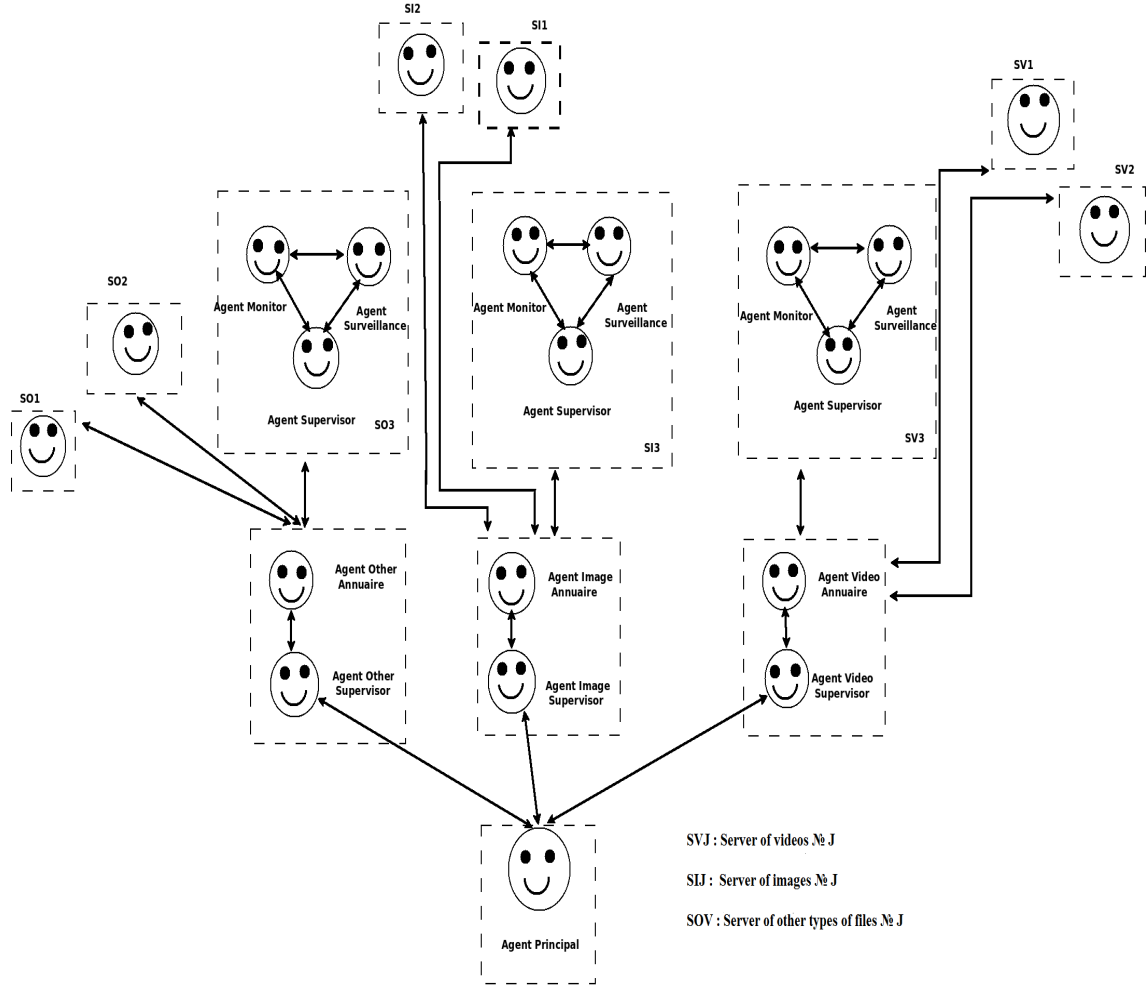 SI2
SI1
SV1
SV2
SO2
SO1
Agent Monitor
Agent
Surveillance
Agent Supervisor
SO3
Agent Monitor
Agent
Surveillance
Agent Supervisor
SI3
Agent Monitor
Agent
Surveillance
Agent Supervisor
SV3
Agent Other
Annuaire
Agent Other
Supervisor
Agent Image
Annuaire
Agent Image
Supervisor
Agent Video
Annuaire
Agent Video
Supervisor
Agent Principal
SVJ : Server of videos № J
SIJ : Server of images № J
SOV : Server of other types of files № J